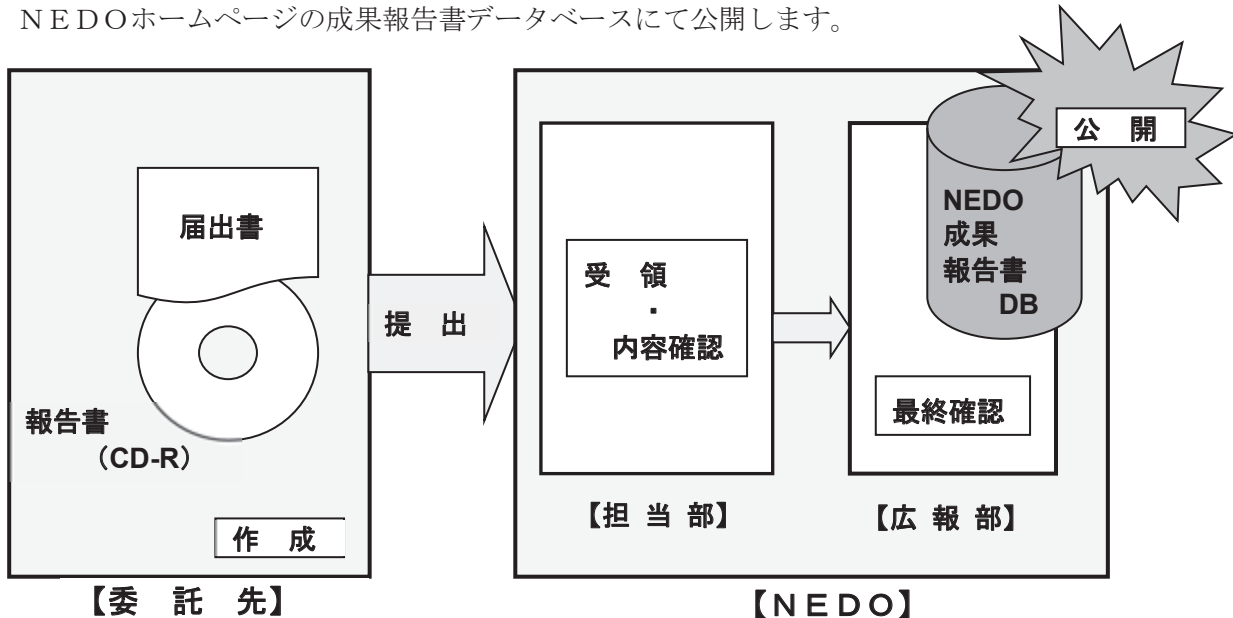 ＮＥＤＯホームページの成果報告書データベースにて公開します。
公 開
届出書
NEDO
成果
報告書
DB
受 領
・
内容確認
提 出
報告書
（CD-R）
最終確認
作 成
【担 当 部】
【広 報 部】
【委 託 先】
【ＮＥＤＯ】